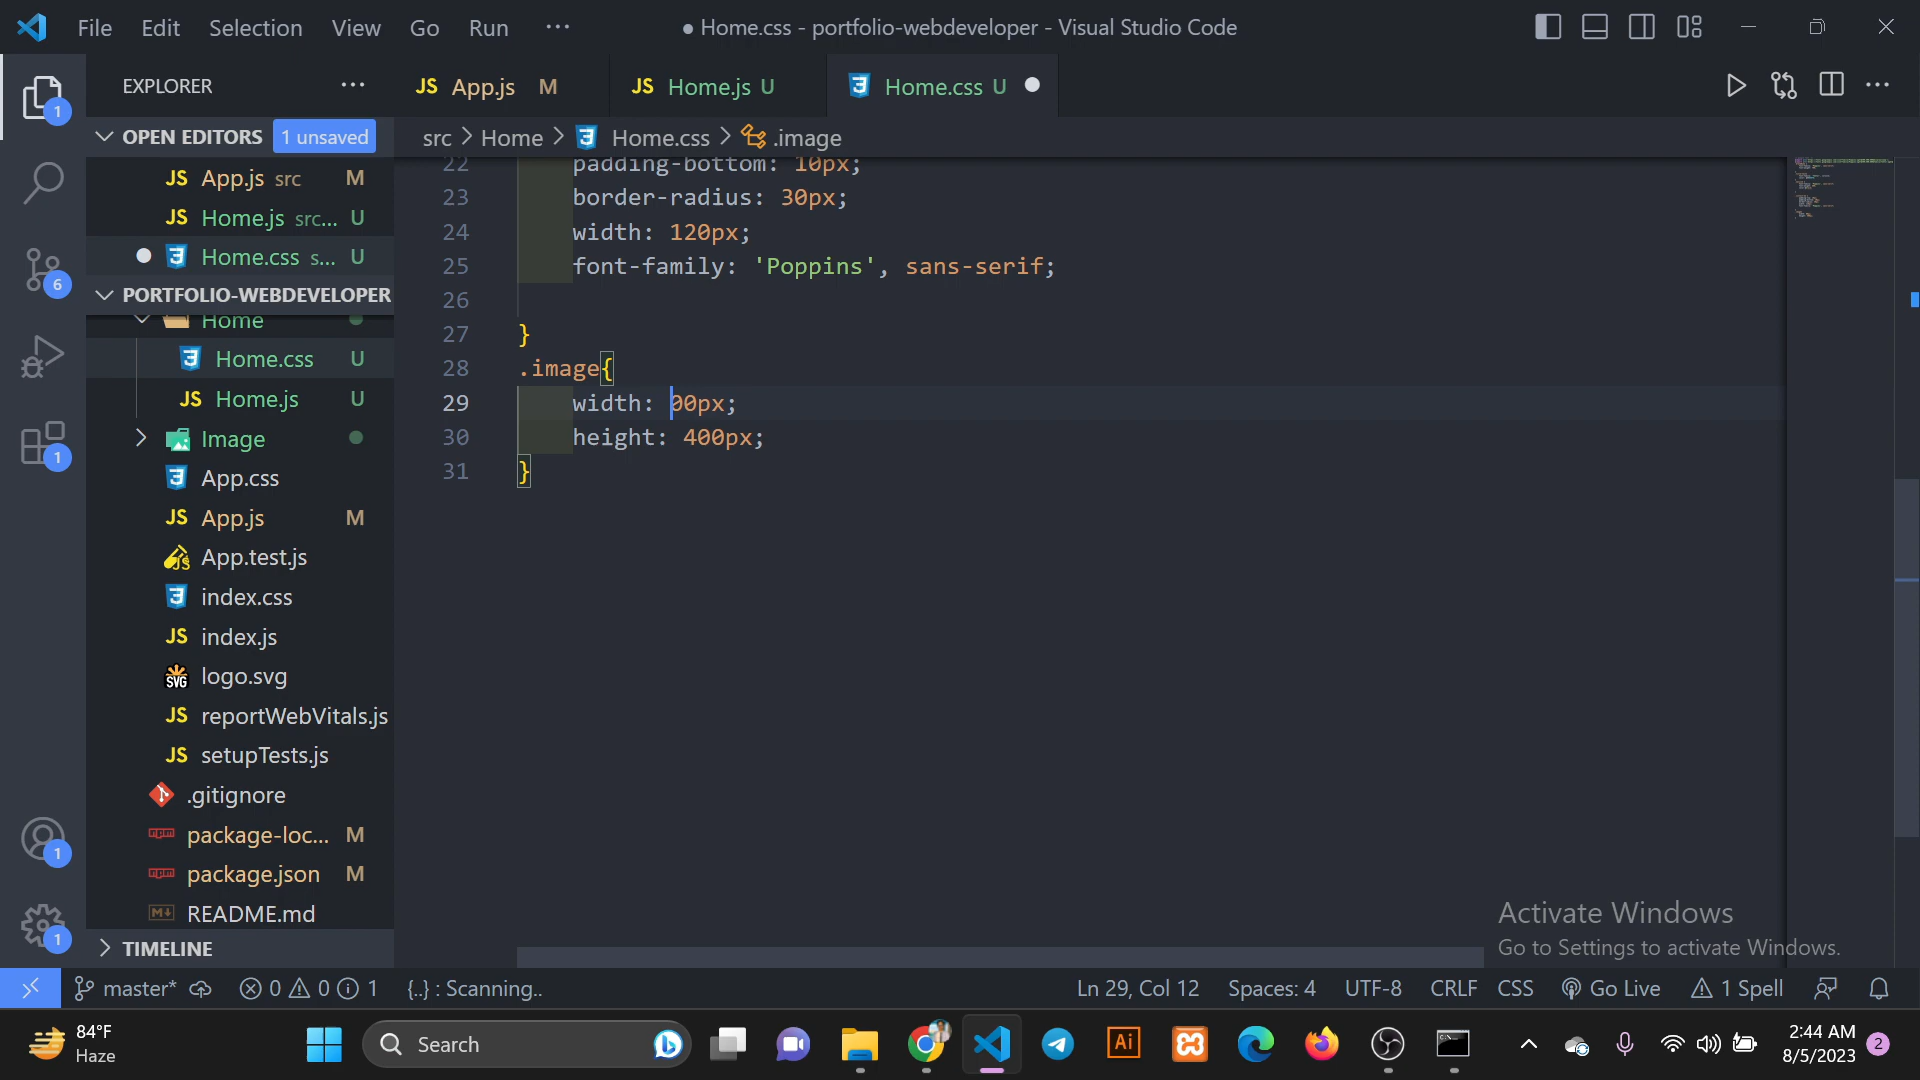 File Edit Selection View Go Run ··· ● Home.css - portfolio-webdeveloper - Visual Studio Code
EXPLORER ···
JS App.js M
JS Home.js U
Home.css U
OPEN EDITORS 1 unsaved
src > Home > Home.css > .image
JS App.js src M
JS Home.js src... U
Home.css s... U
PORTFOLIO-WEBDEVELOPER
Home
Home.css U
JS Home.js U
Image
App.css
JS App.js M
App.test.js
index.css
JS index.js
logo.svg
JS reportWebVitals.js
JS setupTests.js
.gitignore
package-loc... M
package.json M
README.md
TIMELINE
22 padding-bottom: 10px;
23 border-radius: 30px;
24 width: 120px;
25 font-family: 'Poppins', sans-serif;
26
27 }
28 .image{
29 width: 00px;
30 height: 400px;
31 }
1
6
1
1
1
Activate Windows
Go to Settings to activate Windows.
master* 0 0 1 {..} : Scanning.. Ln 29, Col 12 Spaces: 4 UTF-8 CRLF CSS Go Live 1 Spell
84°F
Haze
Search
Ai
2:44 AM
8/5/2023
2